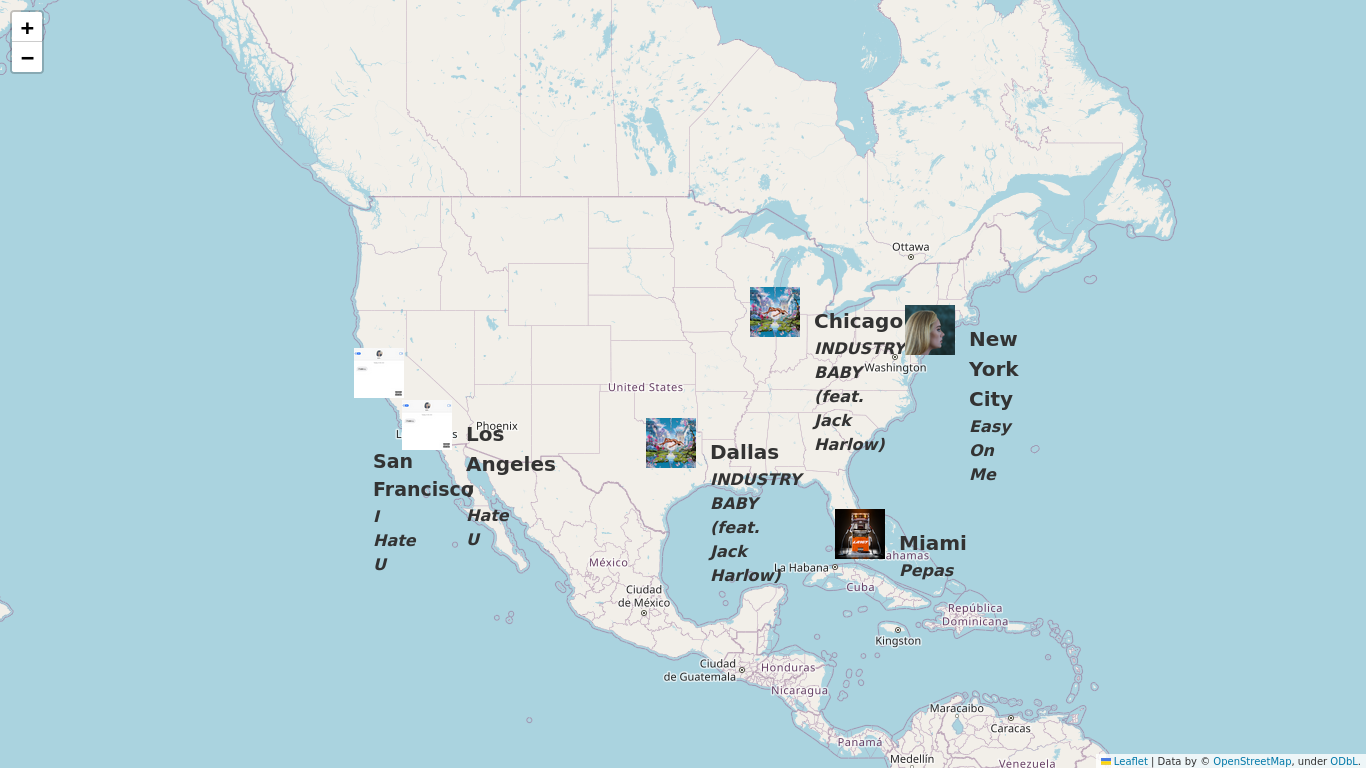 +
−
Ottawa
Chicago
INDUSTRY
BABY
(feat.
Jack
Harlow)
Washington
New
York
City
Easy
On
Me
United States
Phoenix
Los
Angeles
I
Hate
U
San
Francisco
I
Hate
U
Dallas
INDUSTRY
BABY
(feat.
Jack
Harlow)
Miami
Pepas
ahamas
La Habana
Cuba
México
Ciudad
de México
República
Dominicana
Kingston
Ciudad
de Guatemala
Honduras
Nicaragua
Maracaibo
Caracas
Panamá
Medellín
Venezuela
Leaflet | Data by © OpenStreetMap, under ODbL.